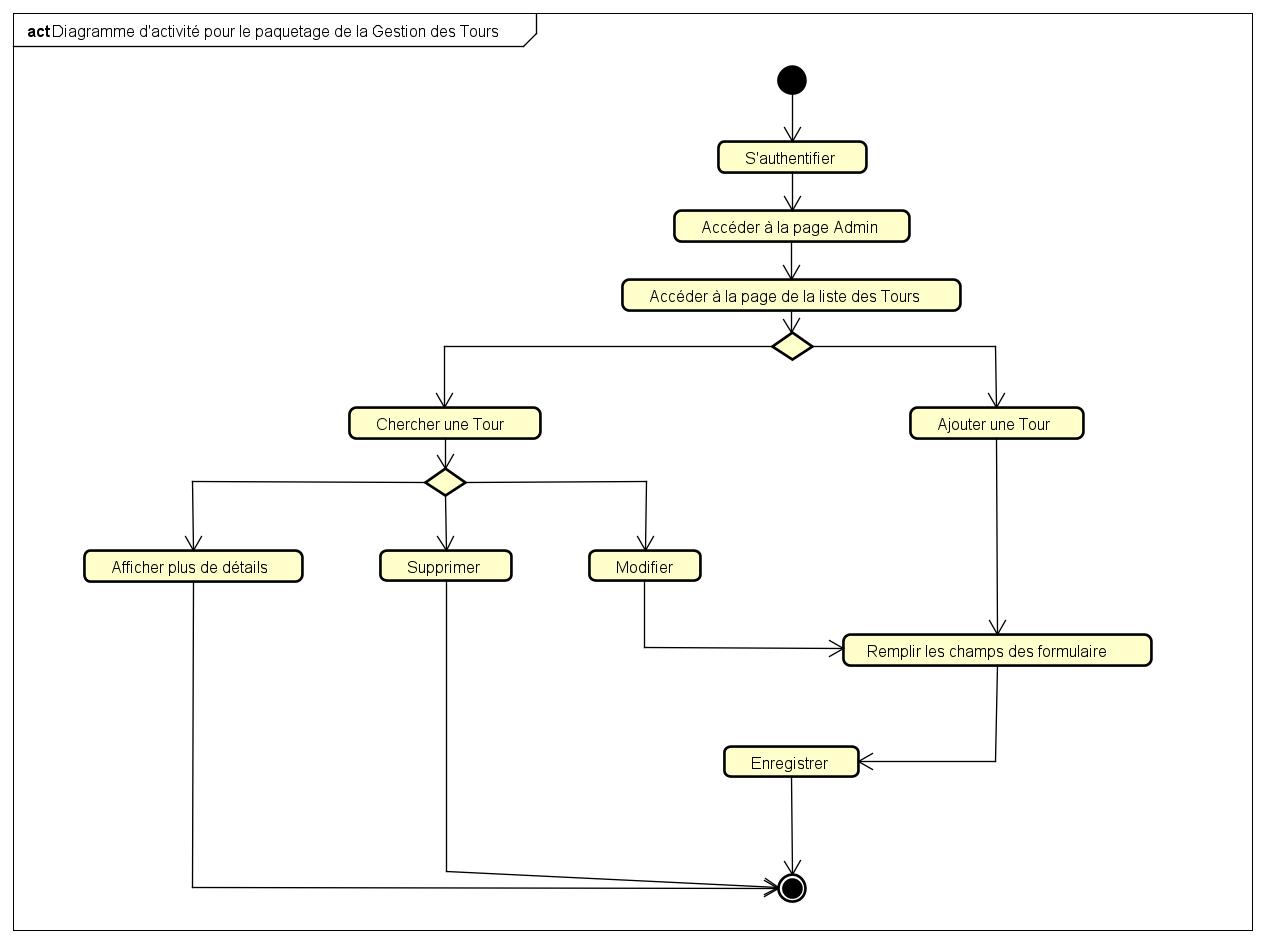 act Diagramme d'activité pour le paquetage de la Gestion des Tours
S'authentifier
Accéder à la page Admin
Accéder à la page de la liste des Tours
Chercher une Tour
Ajouter une Tour
Afficher plus de détails
Supprimer
Modifier
Remplir les champs des formulaire
Enregistrer